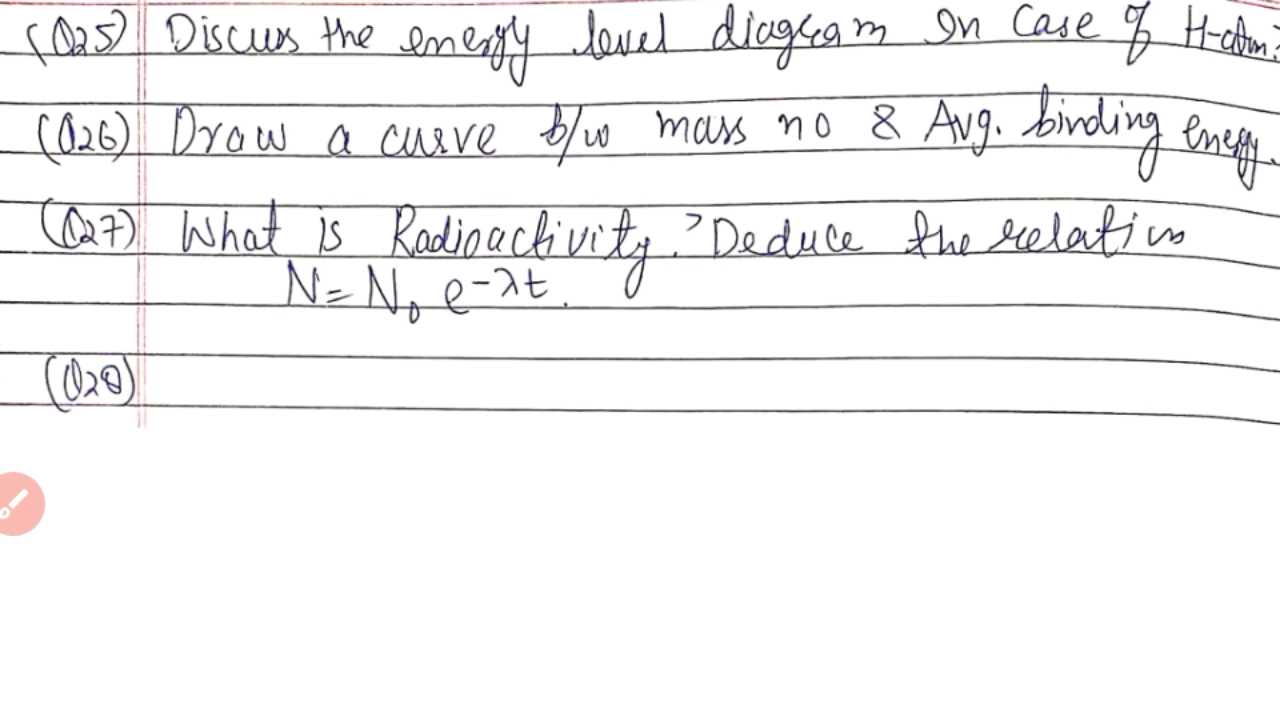 (Q25) Discuss the energy level diagram In Case of H-atm?
(Q26) Draw a curve b/w mass no & Avg. binding energy.
(Q27) What is Radioactivity? Deduce the relation
N = N₀ e-λt.
(Q28)